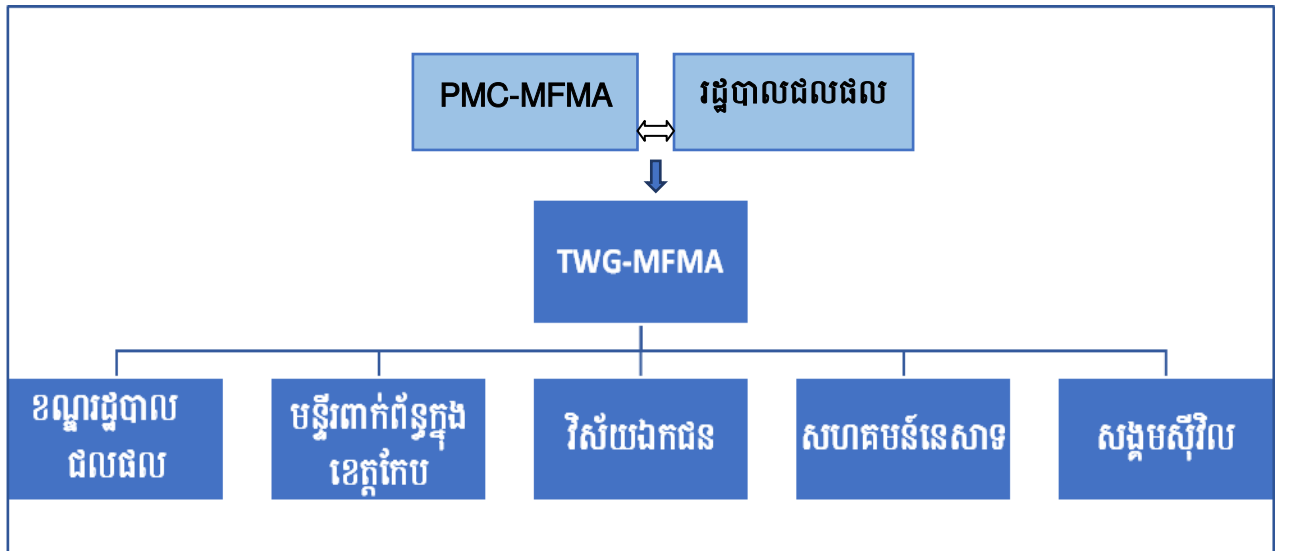 PMC-MFMA
រដ្ឋបាលជលផល
TWG-MFMA
ខណ្ឌរដ្ឋបាល
ជលផល
មន្ទីរពាក់ព័ន្ធក្នុង
ខេត្តកែប
វិស័យឯកជន
សហគមន៍នេសាទ
សង្គមស៊ីវិល